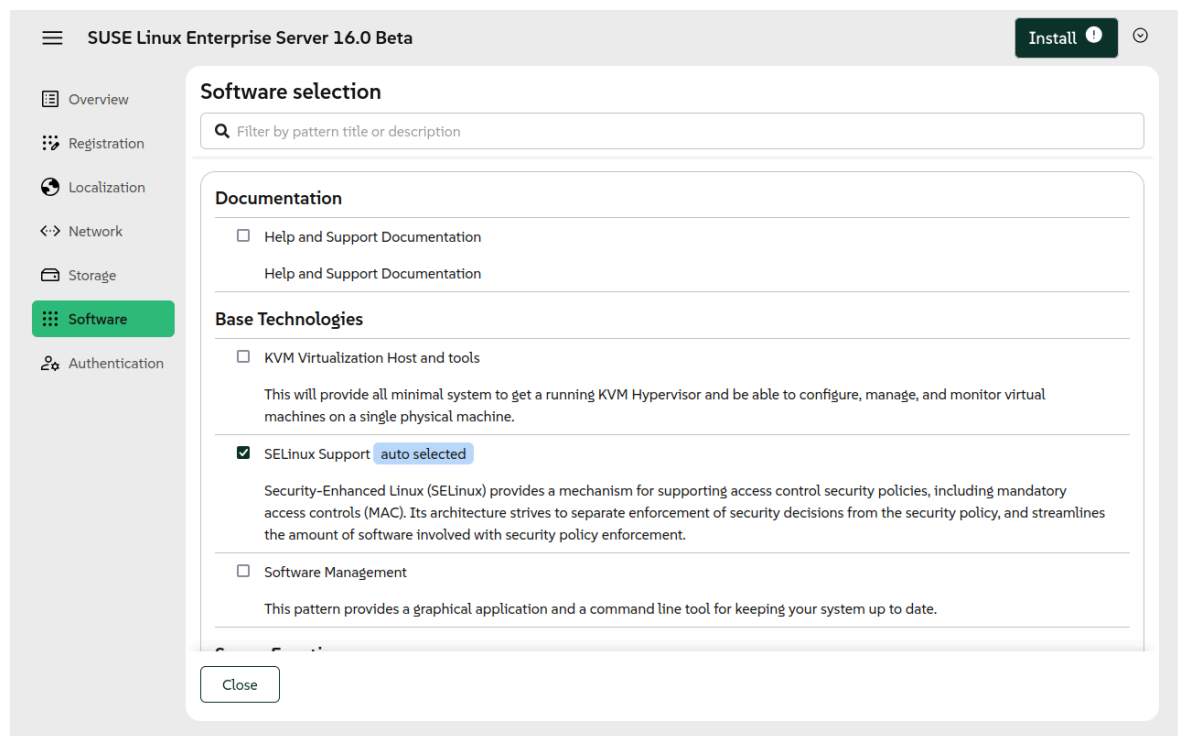 SUSE Linux Enterprise Server 16.0 Beta
Install
Overview
Registration
Localization
Network
Storage
Software
Authentication
Software selection
Filter by pattern title or description
Documentation
Help and Support Documentation
Help and Support Documentation
Base Technologies
KVM Virtualization Host and tools
This will provide all minimal system to get a running KVM Hypervisor and be able to configure, manage, and monitor virtual
machines on a single physical machine.
SELinux Support auto selected
Security-Enhanced Linux (SELinux) provides a mechanism for supporting access control security policies, including mandatory
access controls (MAC). Its architecture strives to separate enforcement of security decisions from the security policy, and streamlines
the amount of software involved with security policy enforcement.
Software Management
This pattern provides a graphical application and a command line tool for keeping your system up to date.
Close